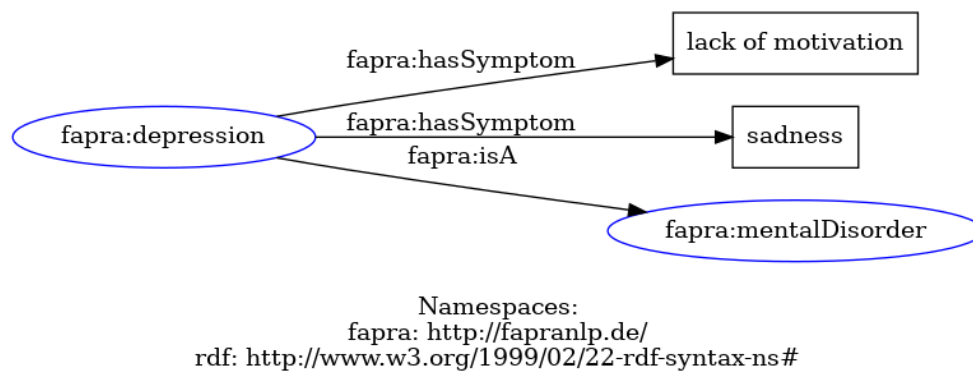 lack of motivation
fapra:hasSymptom
fapra:hasSymptom
fapra:depression
sadness
fapra:isA
fapra:mentalDisorder
Namespaces:
fapra: http://fapranlp.de/
rdf: http://www.w3.org/1999/02/22-rdf-syntax-ns#